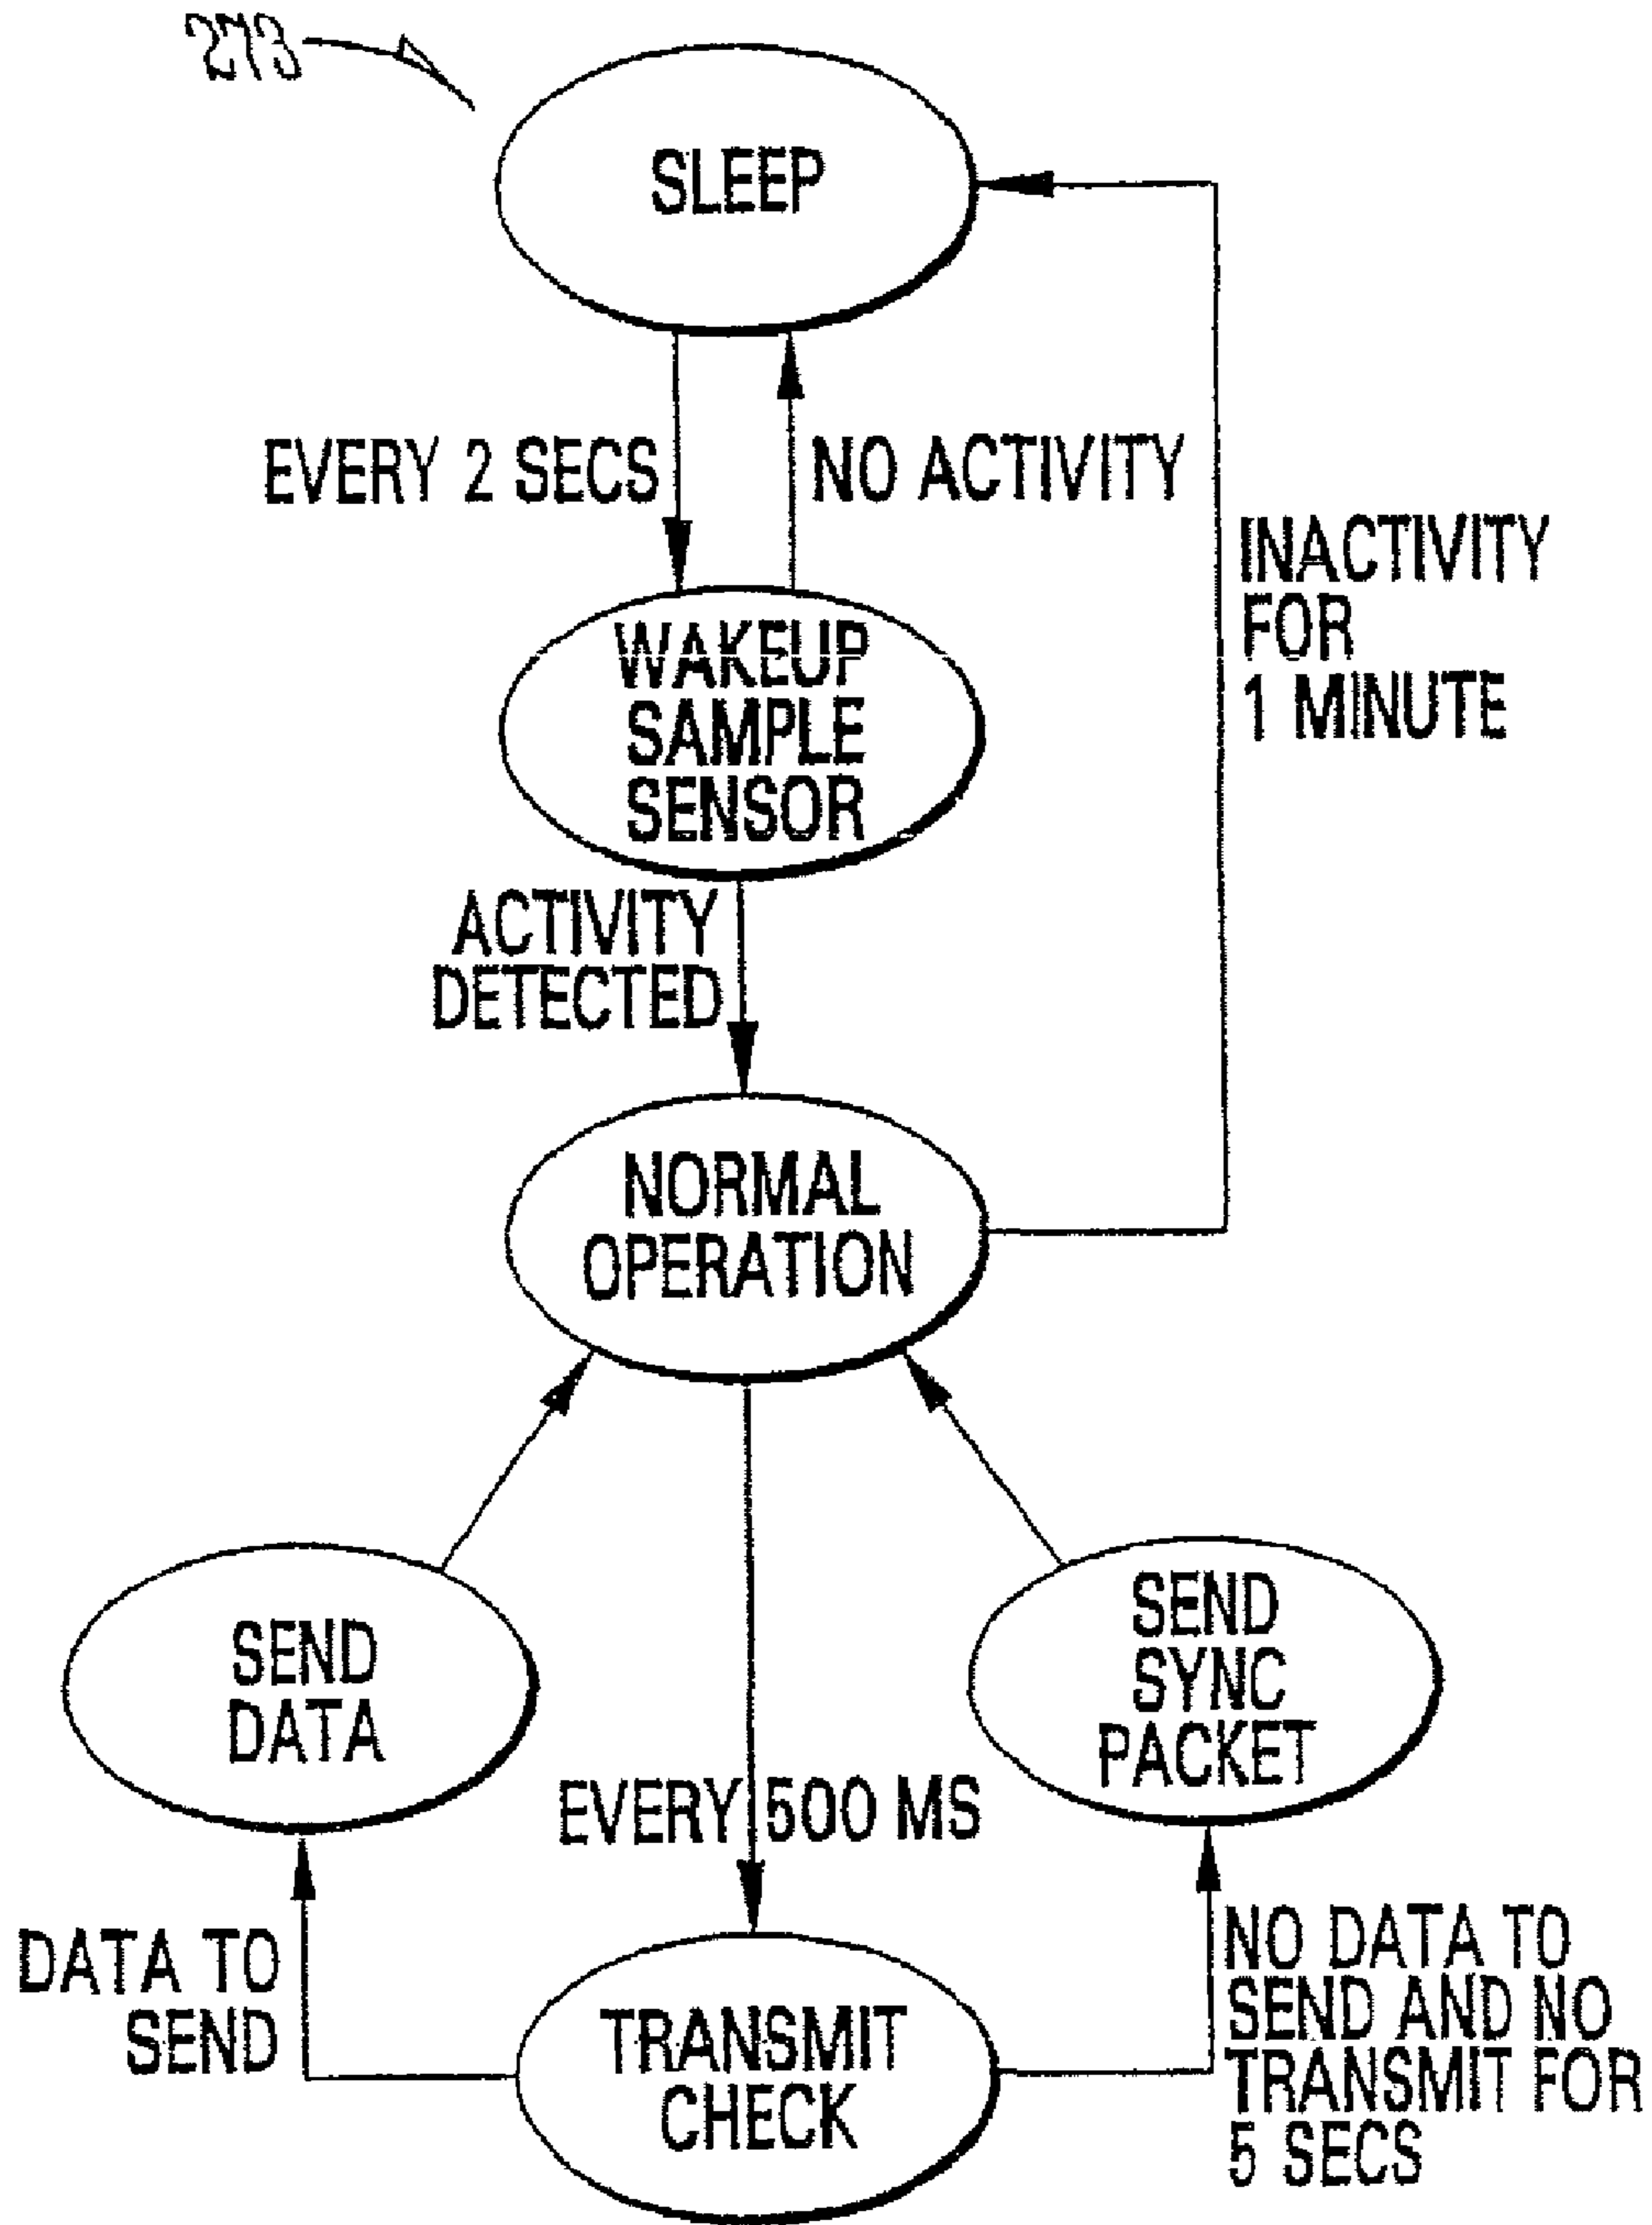 273
SLEEP
EVERY 2 SECS
NO ACTIVITY
INACTIVITY
FOR
1 MINUTE
WAKEUP
SAMPLE
SENSOR
ACTIVITY
DETECTED
NORMAL
OPERATION
SEND
DATA
SEND
SYNC
PACKET
EVERY 500 MS
DATA TO
SEND
NO DATA TO
SEND AND NO
TRANSMIT FOR
5 SECS
TRANSMIT
CHECK